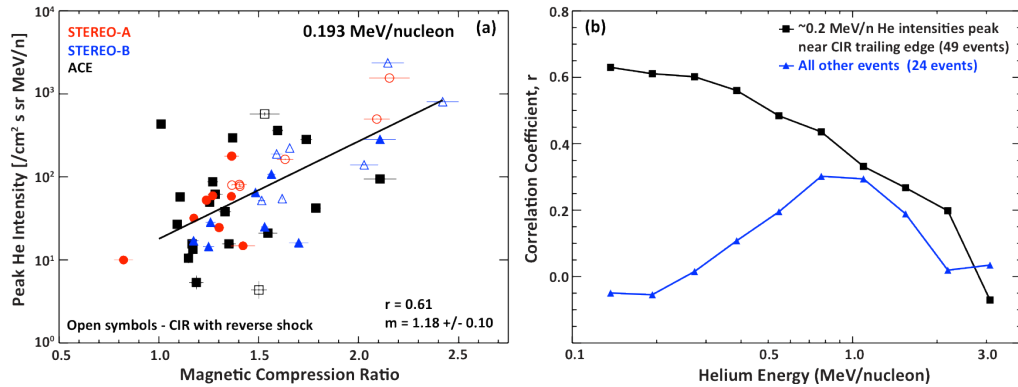 (a)
STEREO-A
STEREO-B
ACE
0.193 MeV/nucleon
Peak He Intensity [/cm² s sr MeV/n)
10⁴
10³
10²
10¹
10⁰
Open symbols - CIR with reverse shock
r = 0.61
m = 1.18 +/- 0.10
0.5
1.0
1.5
2.0
2.5
Magnetic Compression Ratio
(b)
~0.2 MeV/n He intensities peak
near CIR trailing edge (49 events)
All other events (24 events)
Correlation Coefficient, r
0.8
0.6
0.4
0.2
0.0
0.1
0.5
1.0
3.0
Helium Energy (MeV/nucleon)